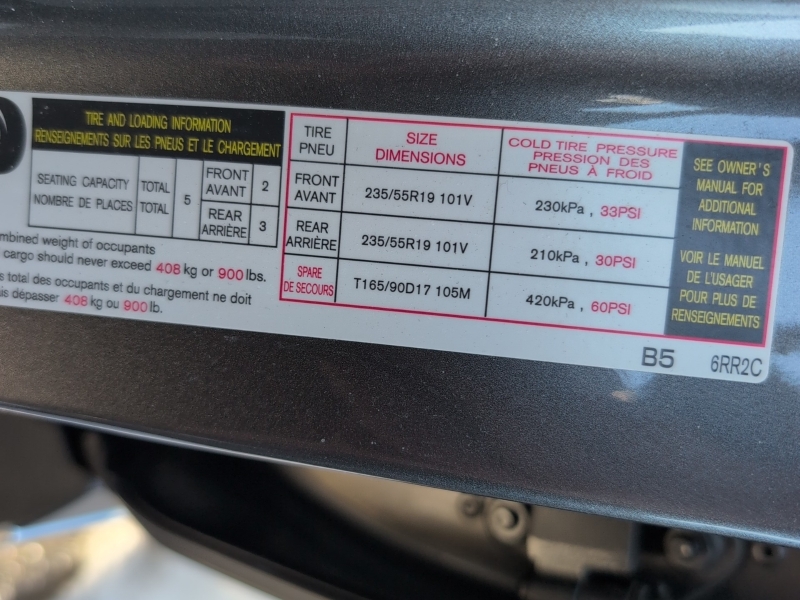 TIRE AND LOADING INFORMATION
RENSEIGNEMENTS SUR LES PNEUS ET LE CHARGEMENT
SEATING CAPACITY
NOMBRE DE PLACES
TOTAL
TOTAL
5
FRONT
AVANT
2
REAR
ARRIÈRE
3
mbined weight of occupants
cargo should never exceed 408 kg or 900 lbs.
s total des occupants et du chargement ne doit
is dépasser 408 kg ou 900 lb.
TIRE
PNEU
SIZE
DIMENSIONS
COLD TIRE PRESSURE
PRESSION DES
PNEUS À FROID
FRONT
AVANT
235/55R19 101V
230kPa , 33PSI
REAR
ARRIÈRE
235/55R19 101V
210kPa , 30PSI
SPARE
DE SECOURS
T165/90D17 105M
420kPa , 60PSI
SEE OWNER'S
MANUAL FOR
ADDITIONAL
INFORMATION
VOIR LE MANUEL
DE L'USAGER
POUR PLUS DE
RENSEIGNEMENTS
B5 6RR2C